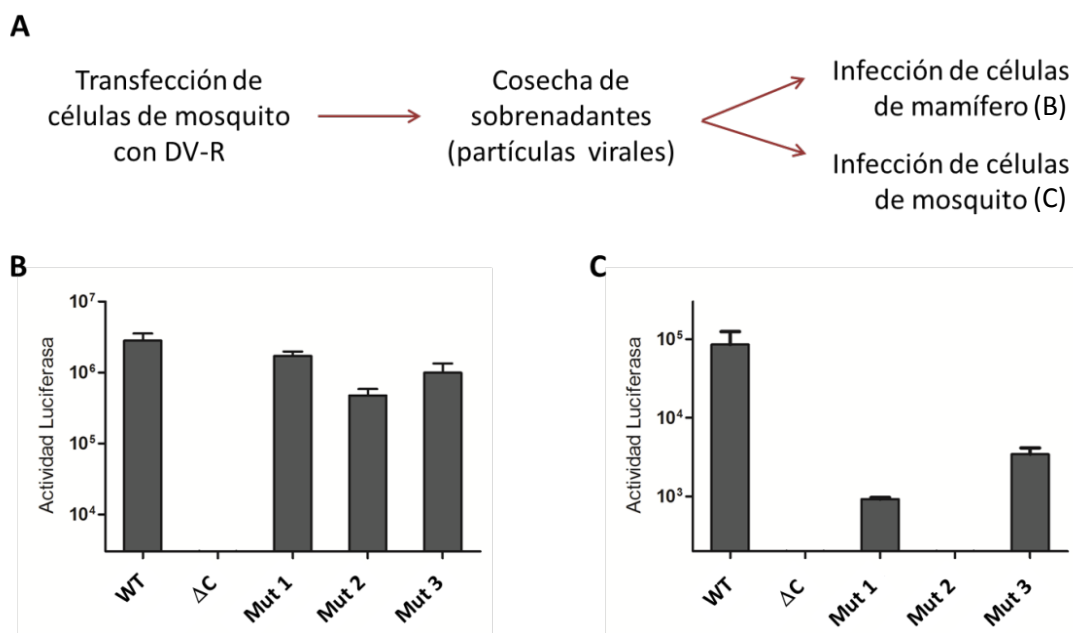 A
Transfección de
células de mosquito
con DV-R
Cosecha de
sobrenadantes
(partículas virales)
Infección de células
de mamífero (B)
Infección de células
de mosquito (C)
B
Actividad Luciferasa
10⁷
10⁶
10⁵
10⁴
WT
ΔC
Mut 1
Mut 2
Mut 3
C
Actividad Luciferasa
10⁵
10⁴
10³
WT
ΔC
Mut 1
Mut 2
Mut 3